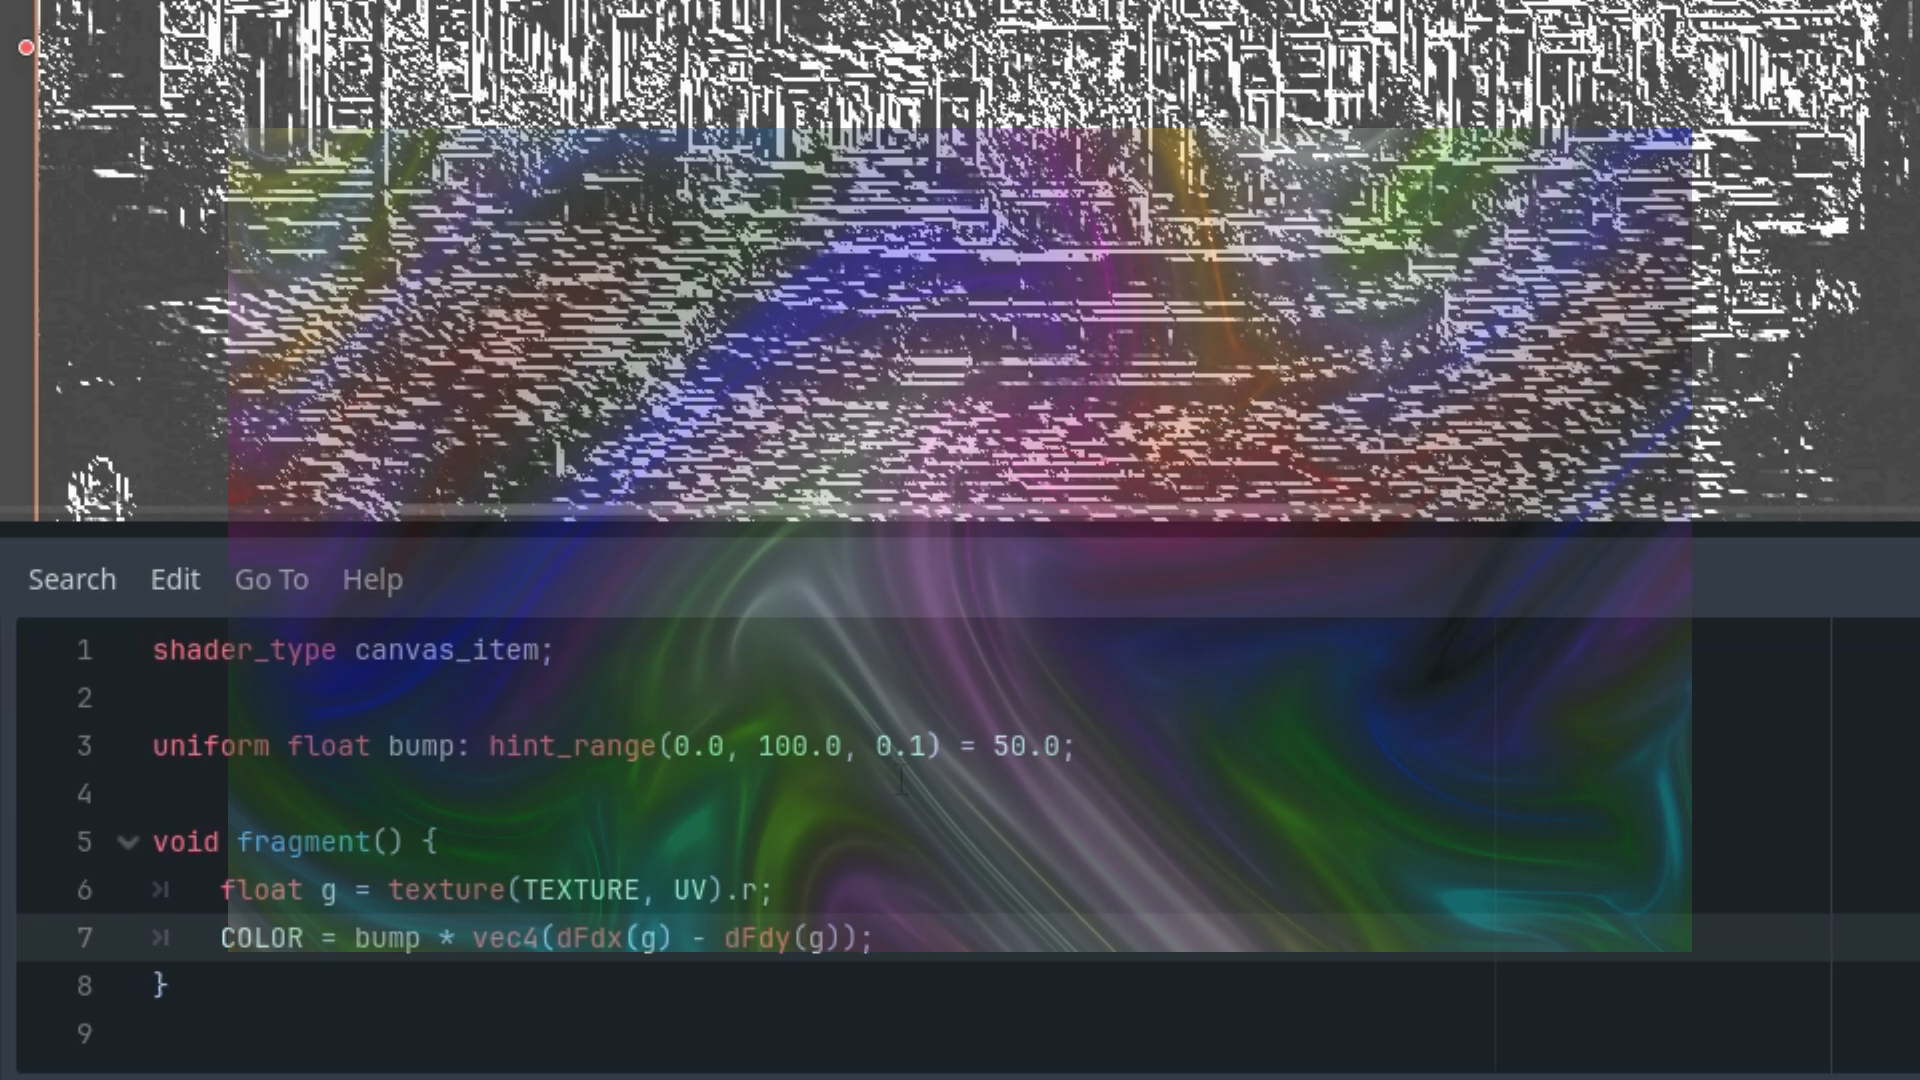 Search Edit Go To Help
1 shader_type canvas_item;
2
3 uniform float bump: hint_range(0.0, 100.0, 0.1) = 50.0;
4
5 void fragment() {
6 float g = texture(TEXTURE, UV).r;
7 COLOR = bump * vec4(dFdx(g) - dFdy(g));
8 }
9